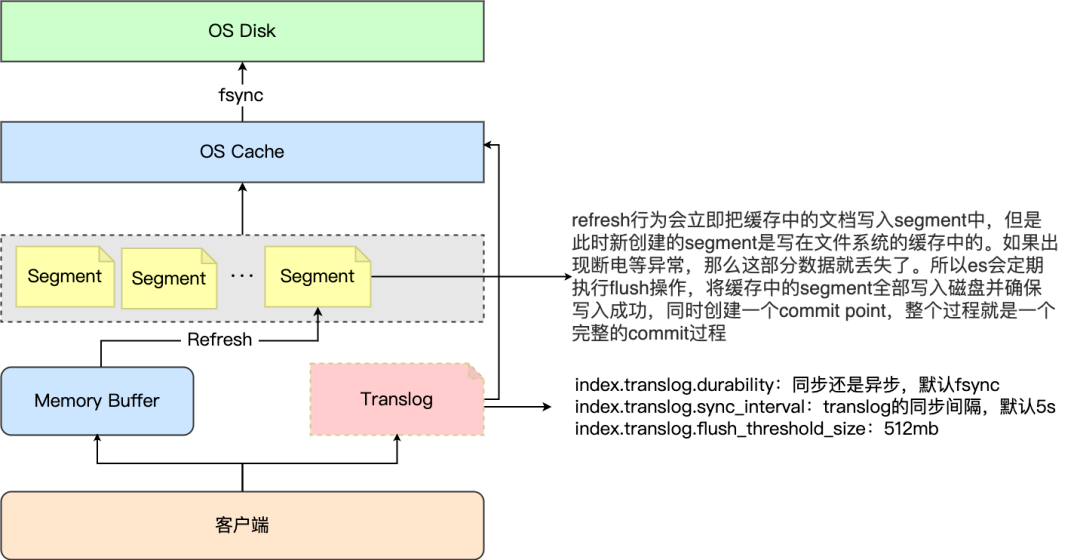 OS Disk
fsync
OS Cache
Segment
Segment
...
Segment
refresh行为会立即把缓存中的文档写入segment中，但是
此时新创建的segment是写在文件系统的缓存中的。如果出
现断电等异常，那么这部分数据就丢失了。所以es会定期
执行flush操作，将缓存中的segment全部写入磁盘并确保
写入成功，同时创建一个commit point，整个过程就是一个
完整的commit过程
Refresh
Memory Buffer
Translog
index.translog.durability：同步还是异步，默认fsync
index.translog.sync_interval：translog的同步间隔，默认5s
index.translog.flush_threshold_size：512mb
客户端